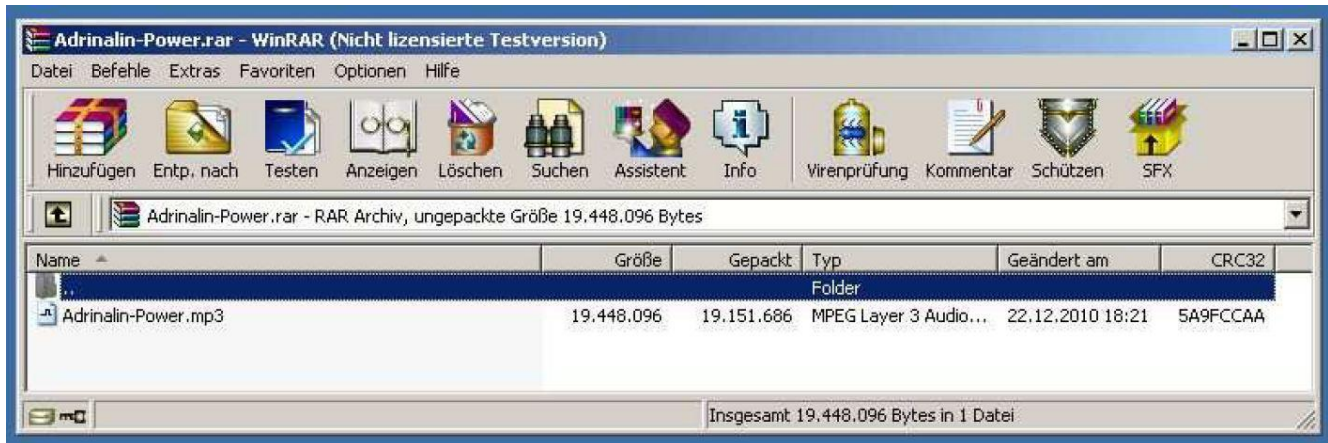 Adrinalin-Power.rar - WinRAR (Nicht lizensierte Testversion)
Datei Befehle Extras Favoriten Optionen Hilfe
Hinzufügen Entp. nach Testen Anzeigen Löschen Suchen Assistent Info Virenprüfung Kommentar Schützen SFX
Adrinalin-Power.rar - RAR Archiv, ungepackte Größe 19.448.096 Bytes
Name Größe Gepackt Typ Geändert am CRC32
.. Folder
Adrinalin-Power.mp3 19.448.096 19.151.686 MPEG Layer 3 Audio... 22.12.2010 18:21 5A9FCCAA
Insgesamt 19.448.096 Bytes in 1 Datei